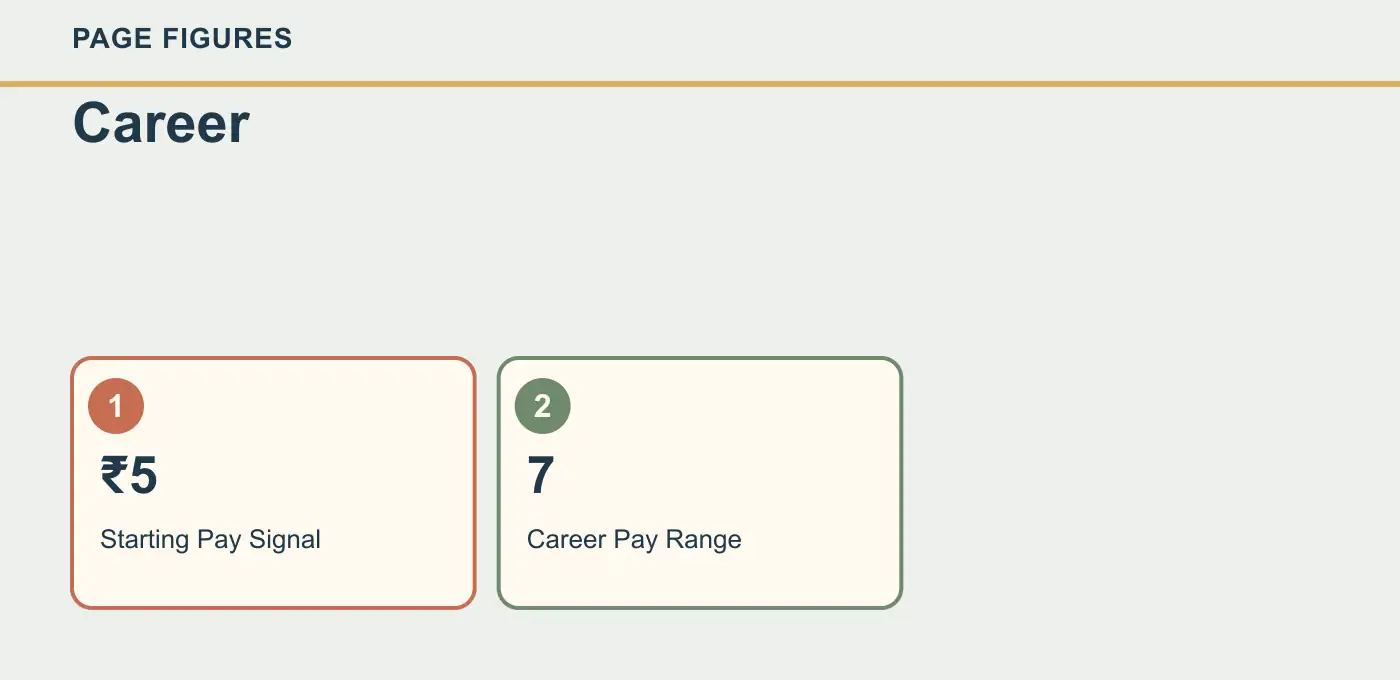 PAGE FIGURES
Career
1
₹5
Starting Pay Signal
2
7
Career Pay Range